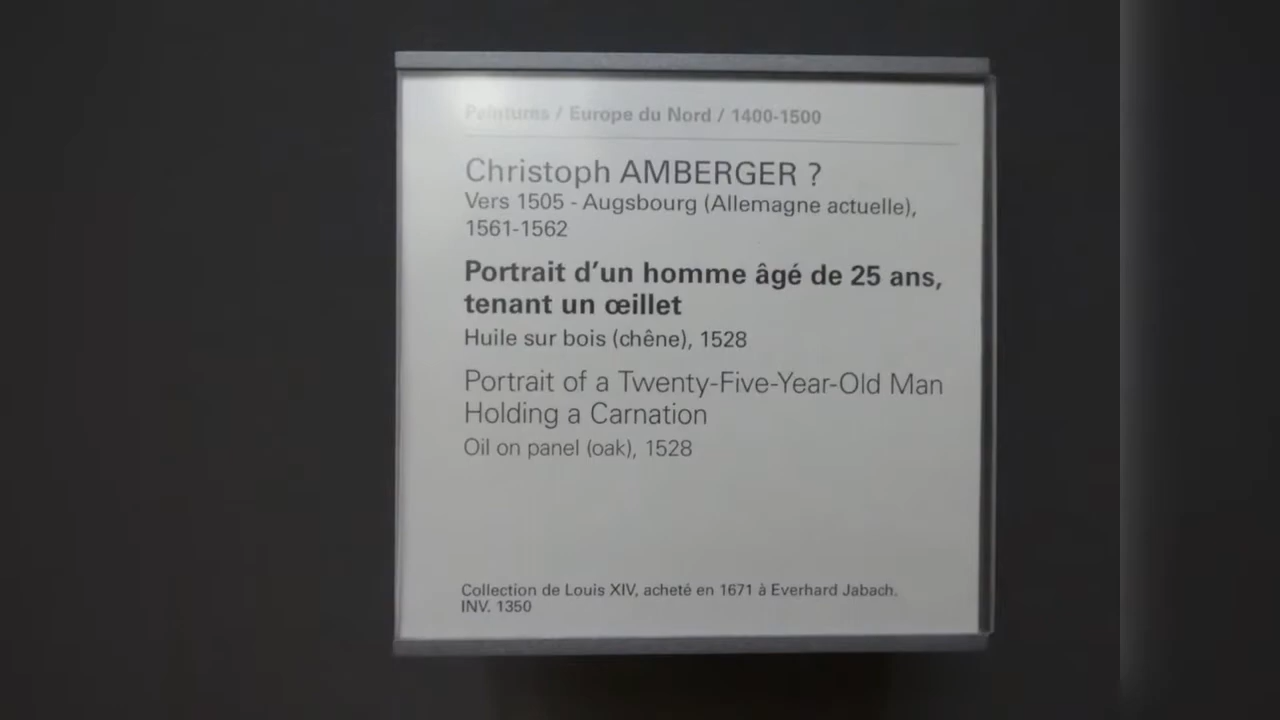 Peintures / Europe du Nord / 1400-1500
Christoph AMBERGER ?
Vers 1505 - Augsbourg (Allemagne actuelle),
1561-1562
Portrait d'un homme âgé de 25 ans,
tenant un œillet
Huile sur bois (chêne), 1528
Portrait of a Twenty-Five-Year-Old Man
Holding a Carnation
Oil on panel (oak), 1528
Collection de Louis XIV, acheté en 1671 à Everhard Jabach.
INV. 1350